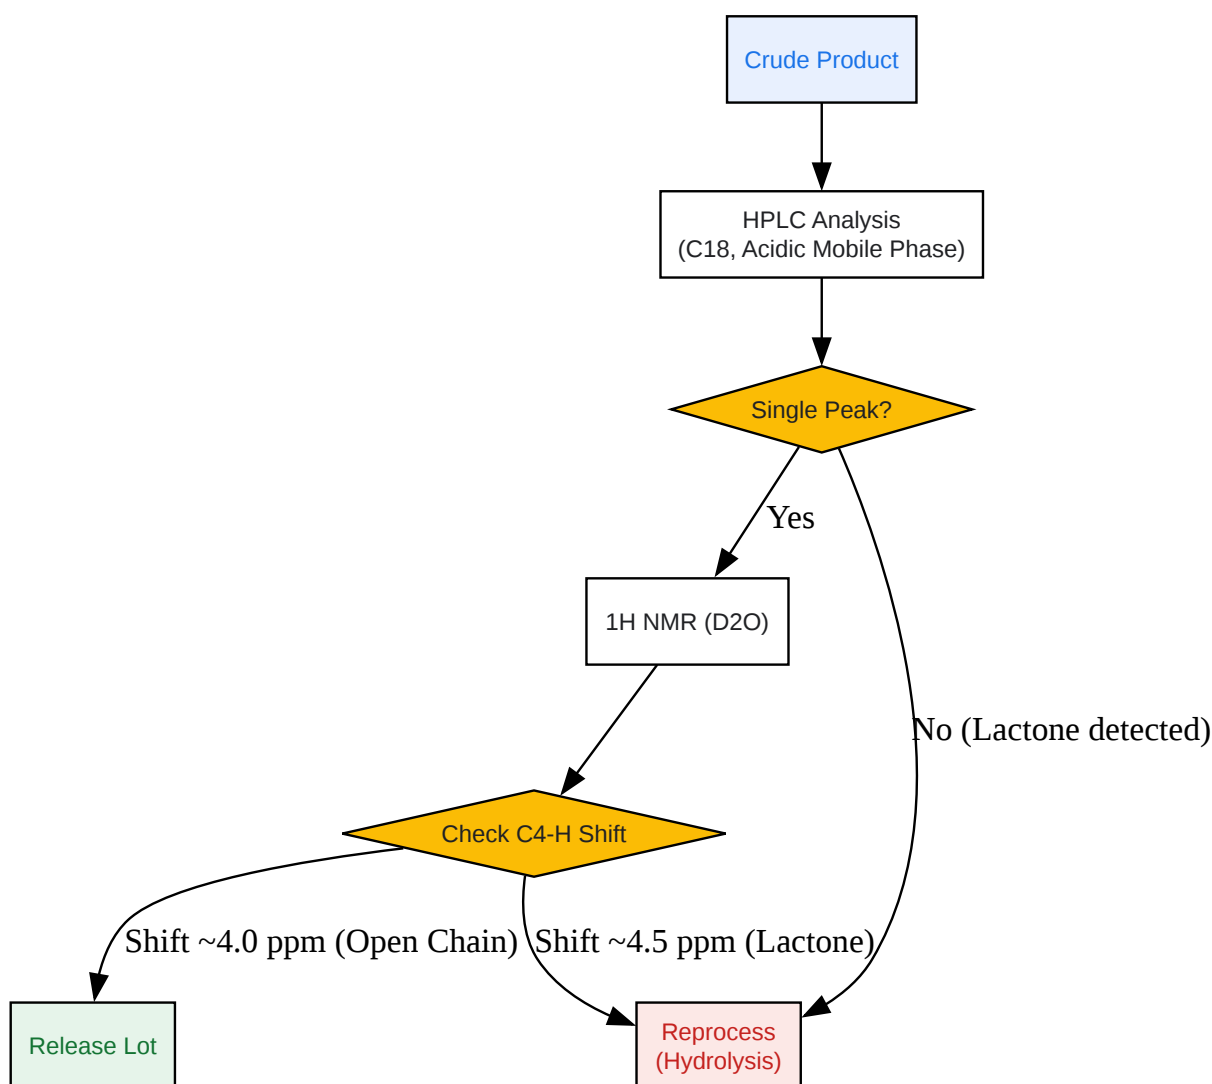 Crude Product
HPLC Analysis
(C18, Acidic Mobile Phase)
Single Peak?
Yes
1H NMR (D2O)
No (Lactone detected)
Check C4-H Shift
Shift ~4.0 ppm (Open Chain)
Shift ~4.5 ppm (Lactone)
Release Lot
Reprocess
(Hydrolysis)